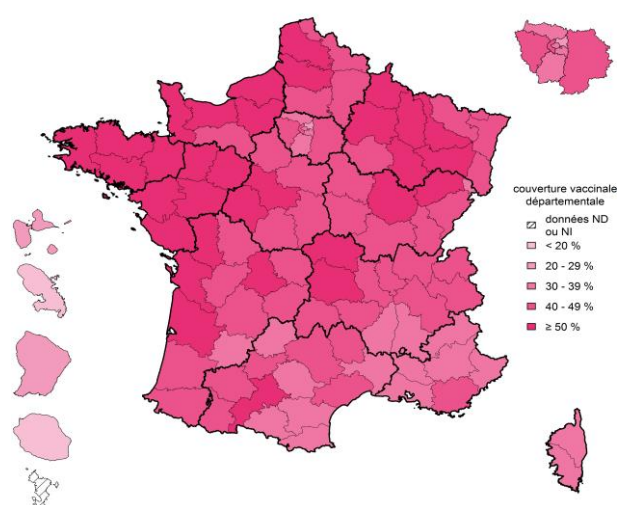 couverture vaccinale
départementale
données ND
ou NI
< 20 %
20 - 29 %
30 - 39 %
40 - 49 %
≥ 50 %